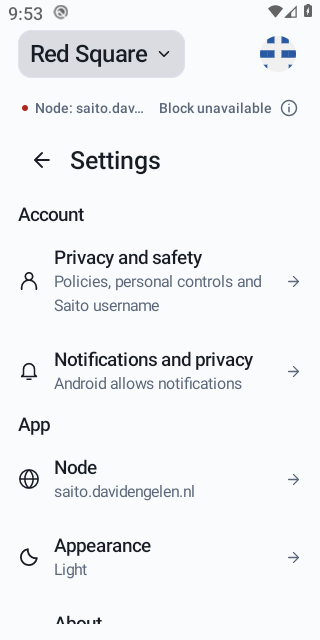 9:53
Red Square
Node: saito.dav... Block unavailable
Settings
Account
Privacy and safety
Policies, personal controls and
Saito username
Notifications and privacy
Android allows notifications
App
Node
saito.davidengelen.nl
Appearance
Light
About